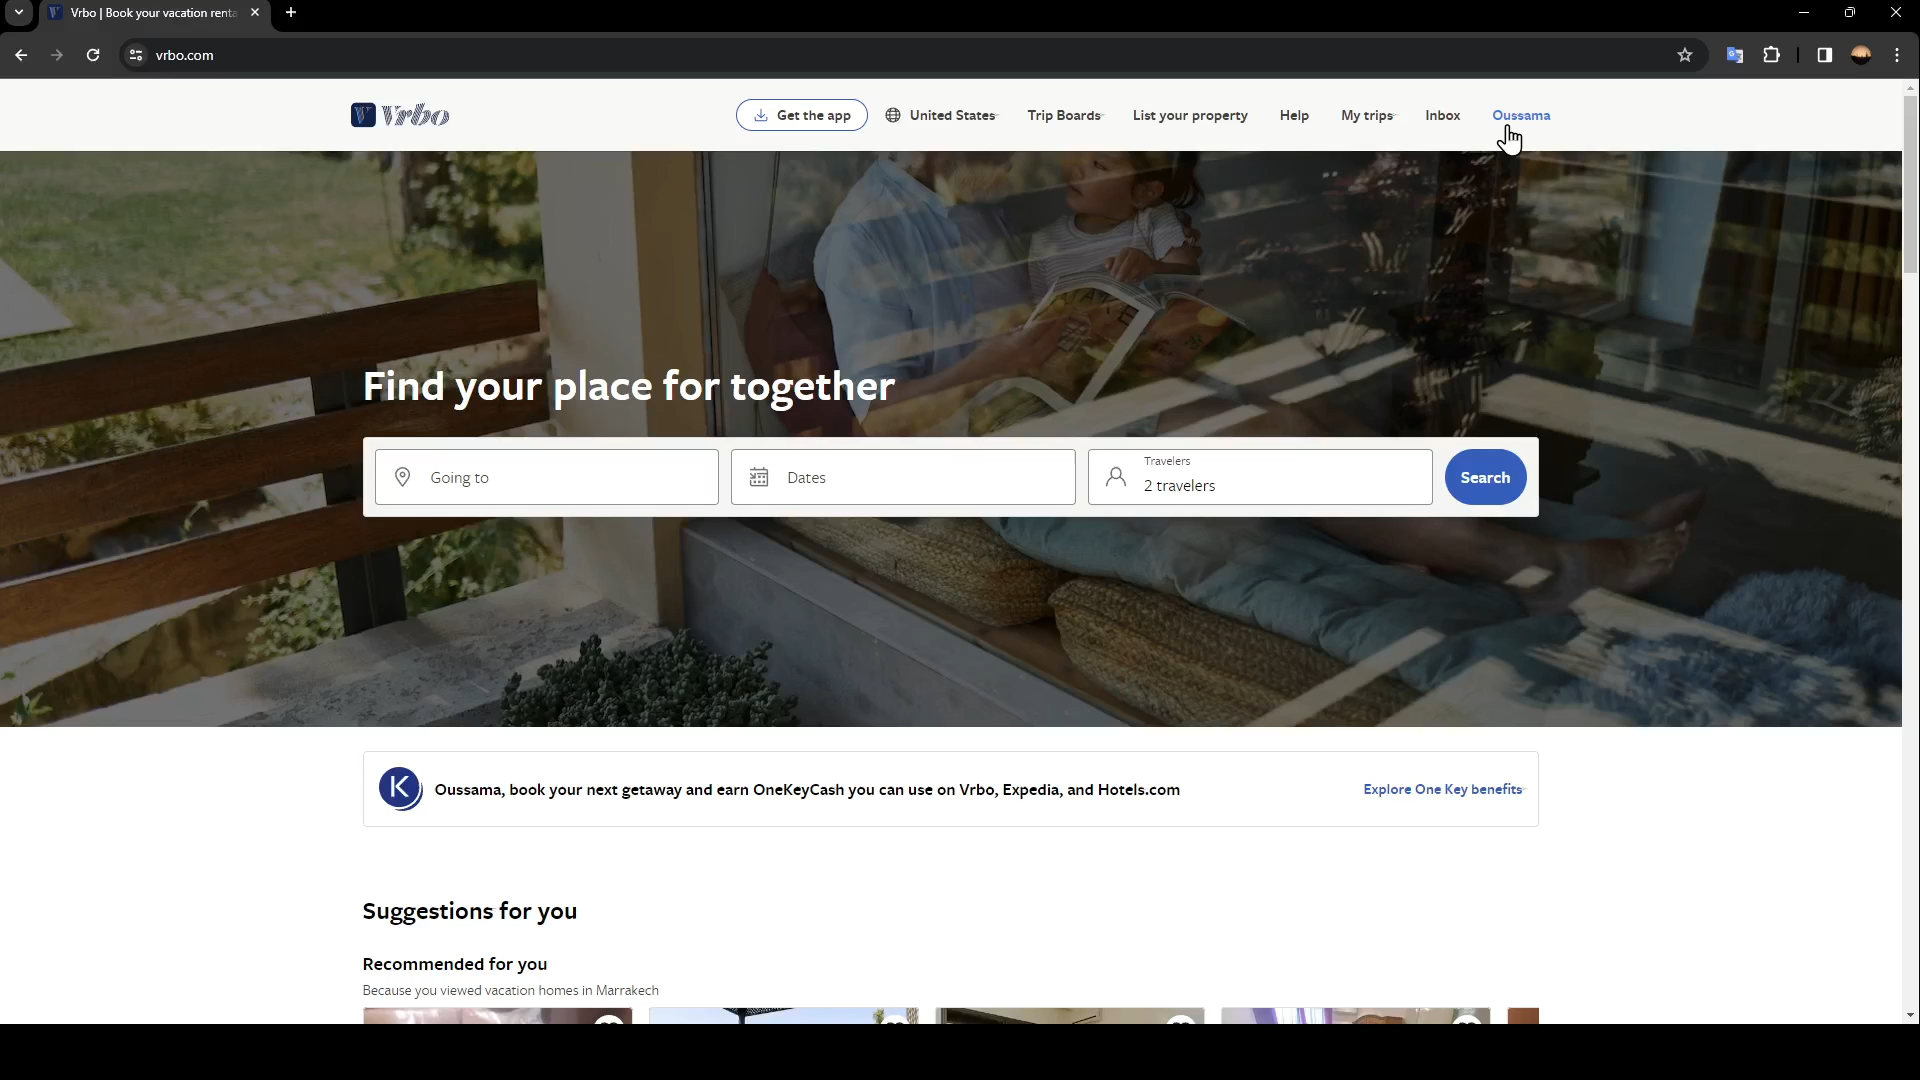 Vrbo | Book your vacation renta
vrbo.com
Vrbo
Get the app
United States
Trip Boards
List your property
Help
My trips
Inbox
Oussama
Find your place for together
Going to
Dates
Travelers
2 travelers
Search
K
Oussama, book your next getaway and earn OneKeyCash you can use on Vrbo, Expedia, and Hotels.com
Explore One Key benefits
Suggestions for you
Recommended for you
Because you viewed vacation homes in Marrakech